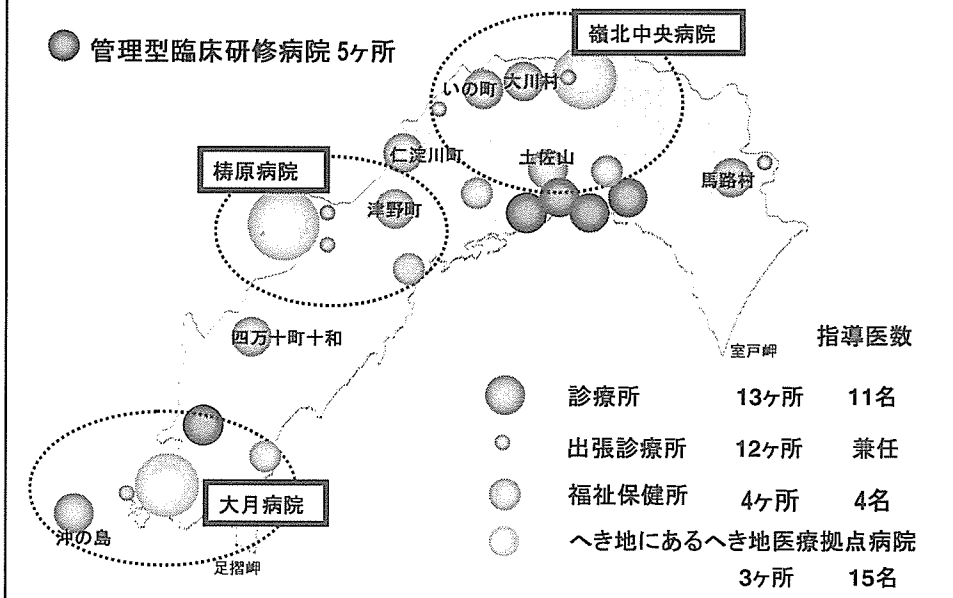 嶺北中央病院
管理型臨床研修病院 5ヶ所
いの町
大川村
仁淀川町
土佐山
梼原病院
馬路村
津野町
四万十町十和
室戸岬
指導医数
診療所 13ヶ所 11名
出張診療所 12ヶ所 兼任
福祉保健所 4ヶ所 4名
大月病院
沖の島
へき地にあるへき地医療拠点病院
足摺岬
3ヶ所 15名